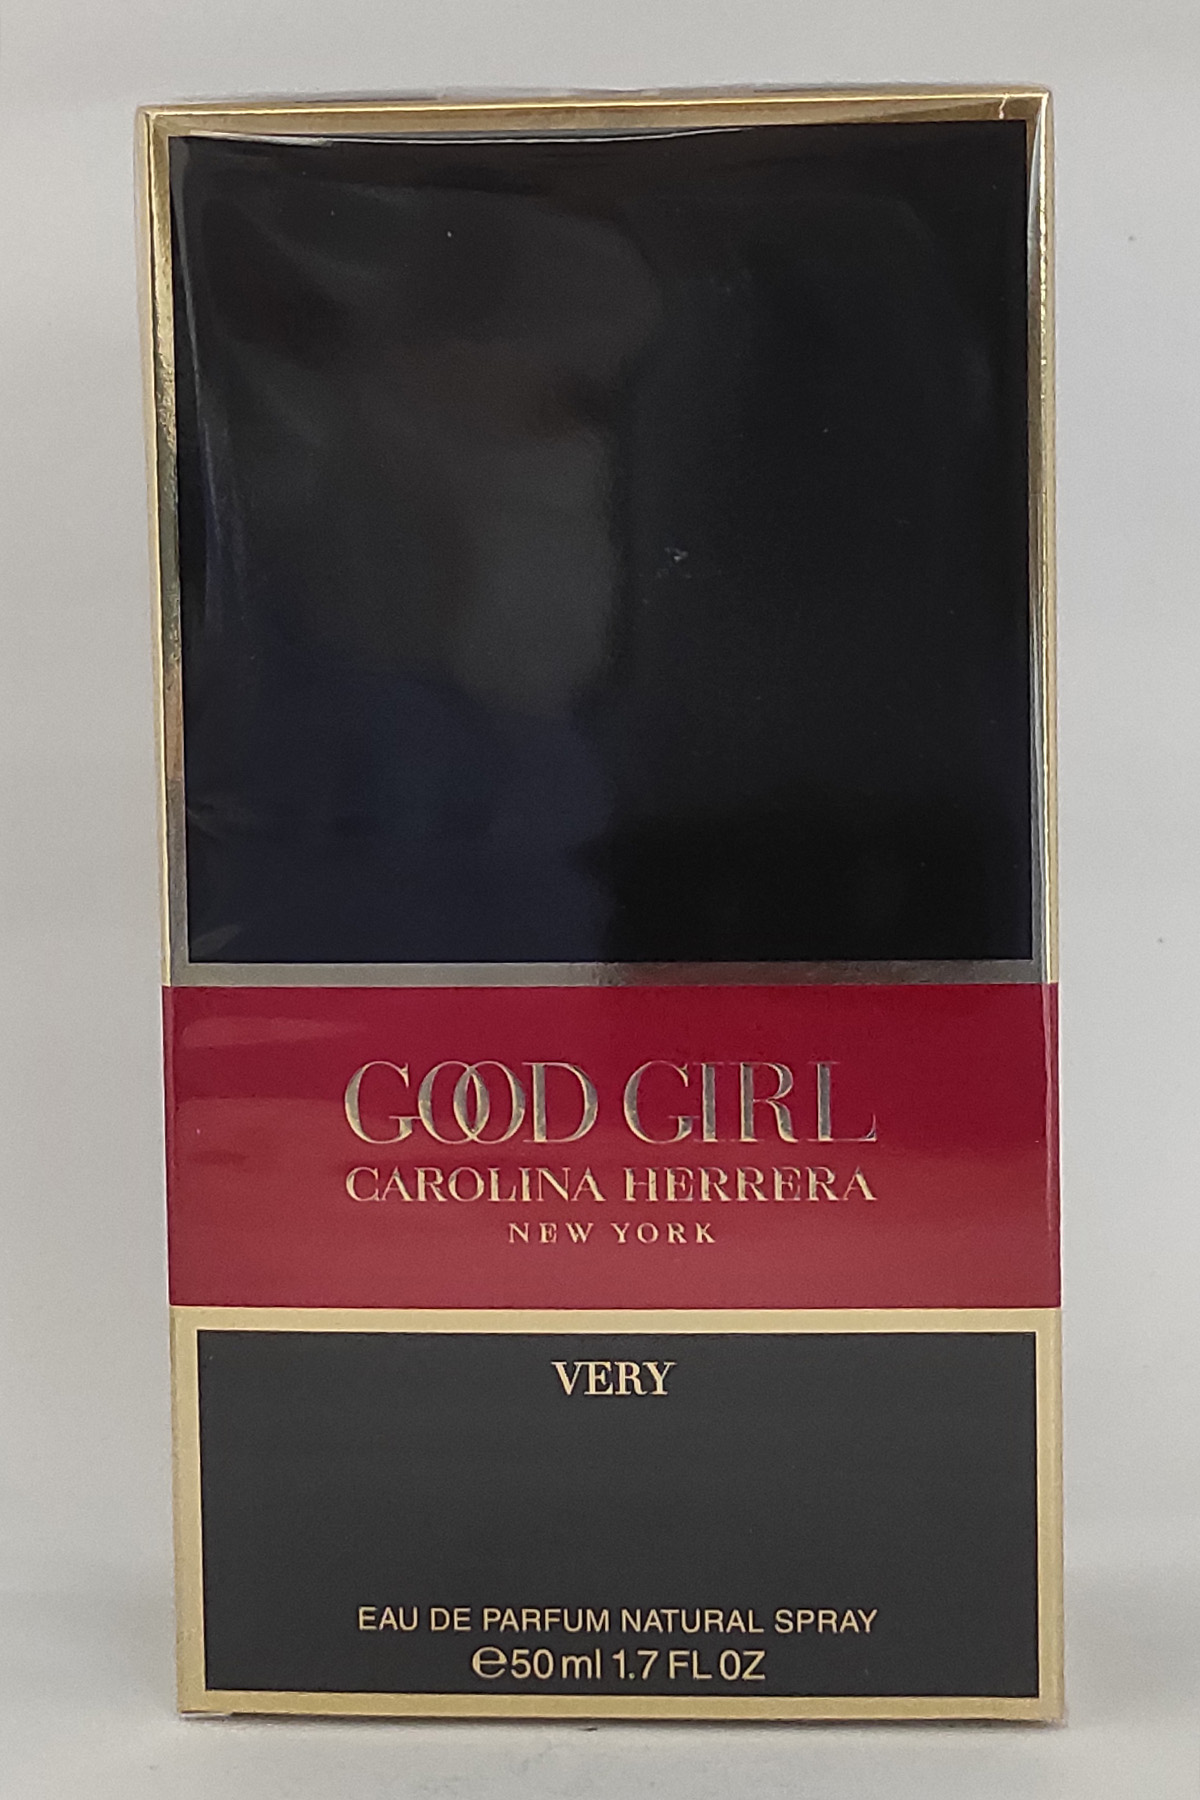 GOOD GIRL
CAROLINA HERRERA
NEW YORK
VERY
EAU DE PARFUM NATURAL SPRAY
℮50 ml 1.7 FL OZ